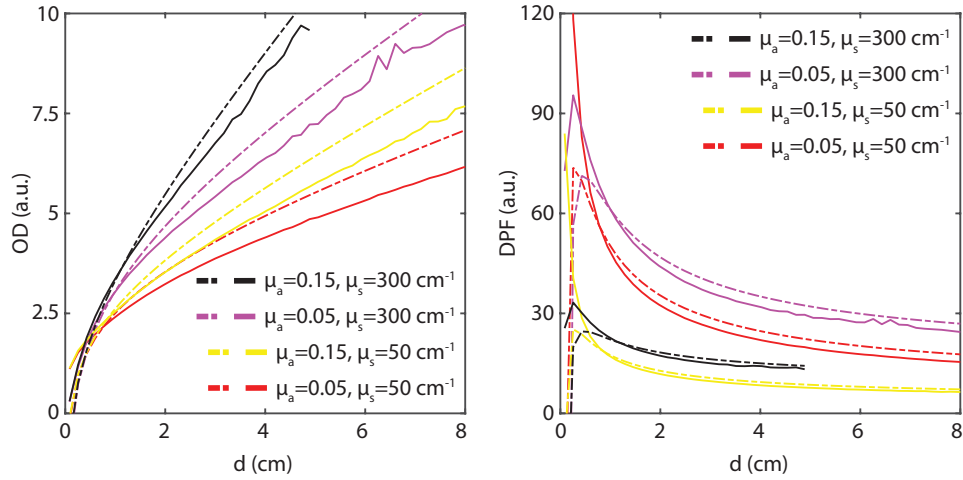 10
7.5
5
2.5
0
0 2 4 6 8
OD (a.u.)
d (cm)
μa=0.15, μs=300 cm-1
μa=0.05, μs=300 cm-1
μa=0.15, μs=50 cm-1
μa=0.05, μs=50 cm-1
120
90
60
30
0
0 2 4 6 8
DPF (a.u.)
d (cm)
μa=0.15, μs=300 cm-1
μa=0.05, μs=300 cm-1
μa=0.15, μs=50 cm-1
μa=0.05, μs=50 cm-1